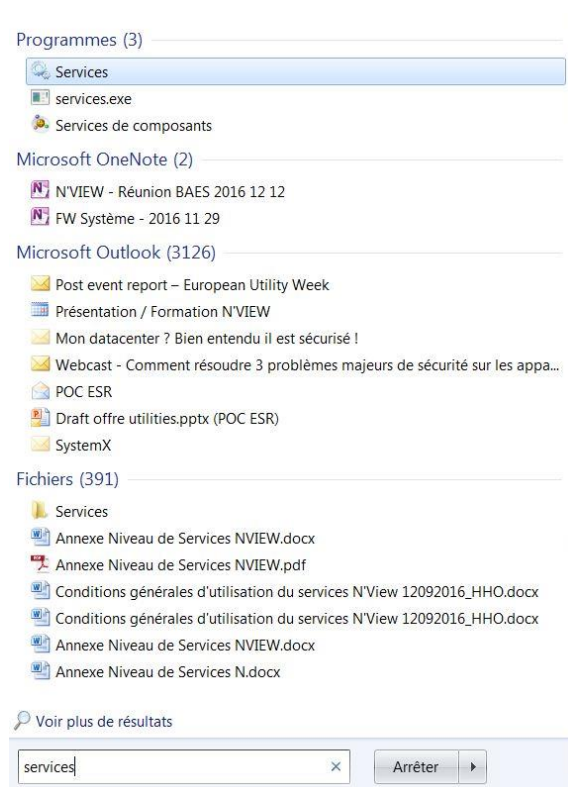 Programmes (3)
Services
services.exe
Services de composants
Microsoft OneNote (2)
N'VIEW - Réunion BAES 2016 12 12
FW Système - 2016 11 29
Microsoft Outlook (3126)
Post event report – European Utility Week
Présentation / Formation N'VIEW
Mon datacenter ? Bien entendu il est sécurisé !
Webcast - Comment résoudre 3 problèmes majeurs de sécurité sur les appa...
POC ESR
Draft offre utilities.pptx (POC ESR)
SystemX
Fichiers (391)
Services
Annexe Niveau de Services NVIEW.docx
Annexe Niveau de Services NVIEW.pdf
Conditions générales d'utilisation du services N'View 12092016_HHO.docx
Conditions générales d'utilisation du services N'View 12092016_HHO.docx
Annexe Niveau de Services NVIEW.docx
Annexe Niveau de Services N.docx
Voir plus de résultats
services
Arrêter